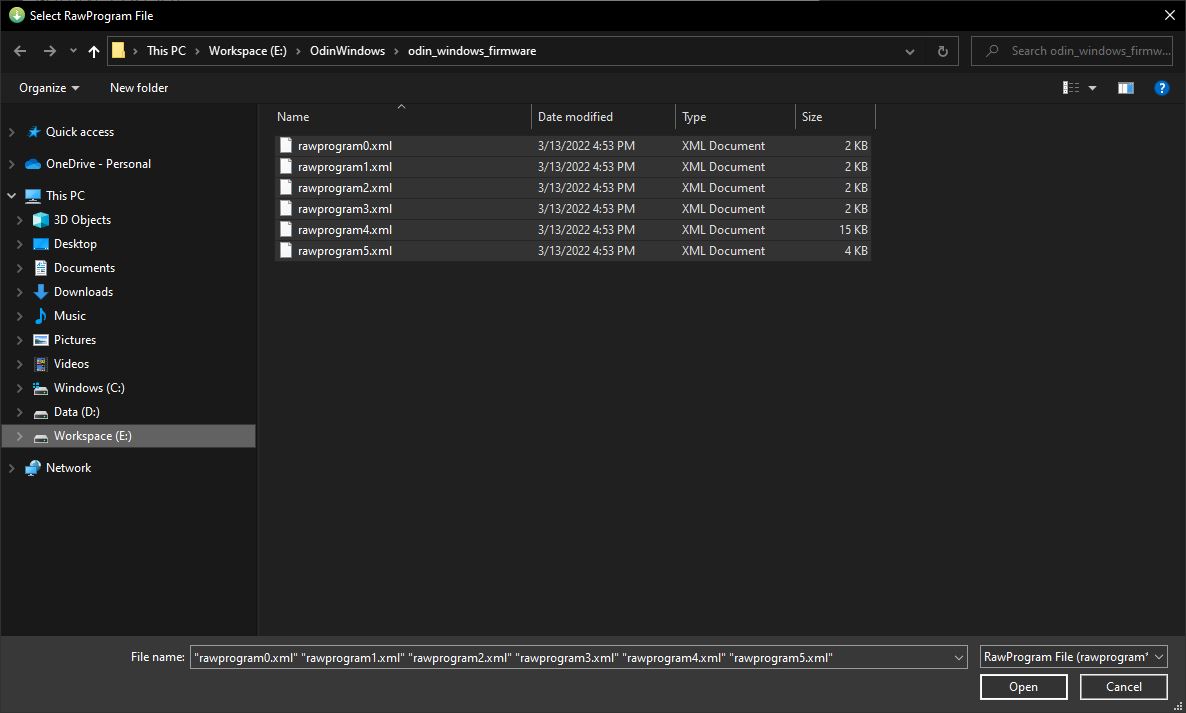 Select RawProgram File
This PC > Workspace (E:) > OdinWindows > odin_windows_firmware
Search odin_windows_firmw...
Organize
New folder
Name
Date modified
Type
Size
Quick access
OneDrive - Personal
This PC
3D Objects
Desktop
Documents
Downloads
Music
Pictures
Videos
Windows (C:)
Data (D:)
Workspace (E:)
Network
rawprogram0.xml 3/13/2022 4:53 PM XML Document 2 KB
rawprogram1.xml 3/13/2022 4:53 PM XML Document 2 KB
rawprogram2.xml 3/13/2022 4:53 PM XML Document 2 KB
rawprogram3.xml 3/13/2022 4:53 PM XML Document 2 KB
rawprogram4.xml 3/13/2022 4:53 PM XML Document 15 KB
rawprogram5.xml 3/13/2022 4:53 PM XML Document 4 KB
File name: "rawprogram0.xml" "rawprogram1.xml" "rawprogram2.xml" "rawprogram3.xml" "rawprogram4.xml" "rawprogram5.xml"
RawProgram File (rawprogram*
Open
Cancel